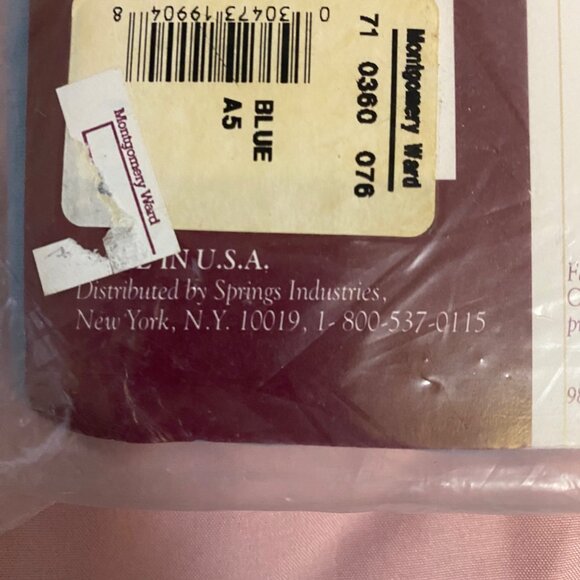 0 30473 19904 8
BLUE
A5
Montgomery Ward
71 0360 076
Montgomery Ward
IN U.S.A.
Distributed by Springs Industries,
New York, N.Y. 10019, 1-800-537-0115
98